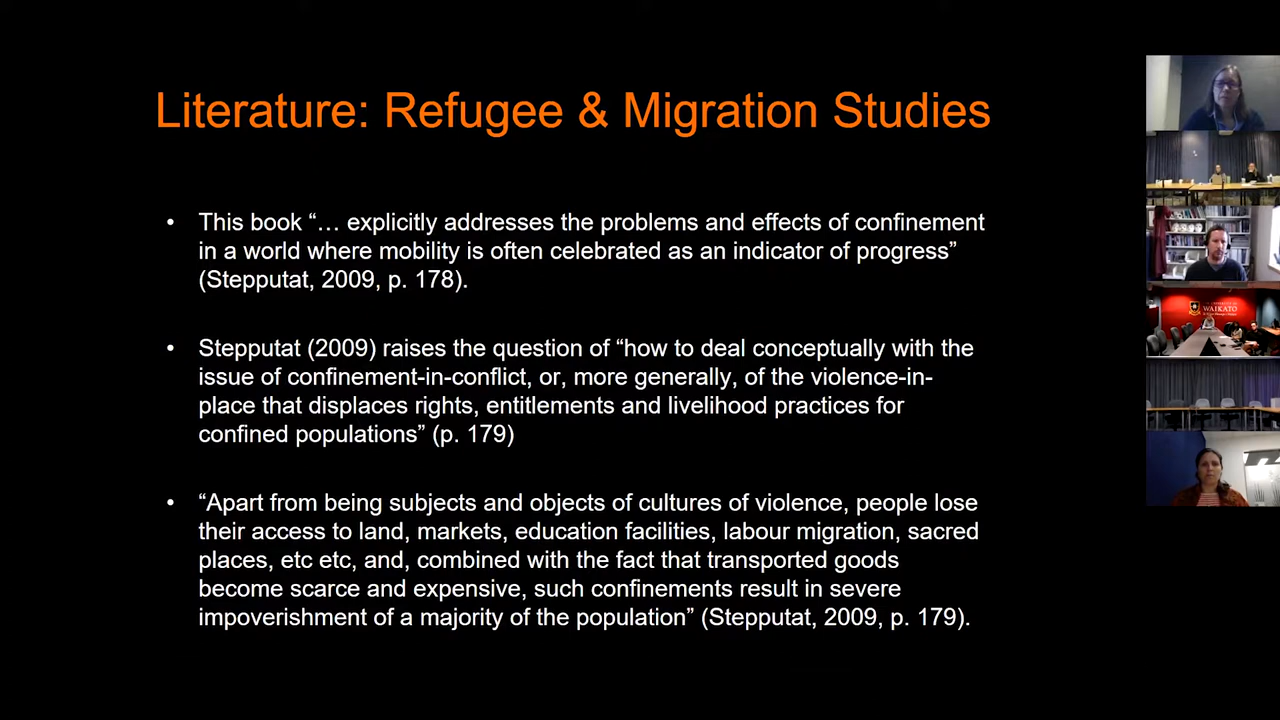 Literature: Refugee & Migration Studies
• This book “… explicitly addresses the problems and effects of confinement
in a world where mobility is often celebrated as an indicator of progress”
(Stepputat, 2009, p. 178).
• Stepputat (2009) raises the question of “how to deal conceptually with the
issue of confinement-in-conflict, or, more generally, of the violence-in-
place that displaces rights, entitlements and livelihood practices for
confined populations” (p. 179)
• “Apart from being subjects and objects of cultures of violence, people lose
their access to land, markets, education facilities, labour migration, sacred
places, etc etc, and, combined with the fact that transported goods
become scarce and expensive, such confinements result in severe
impoverishment of a majority of the population” (Stepputat, 2009, p. 179).
WAIKATO